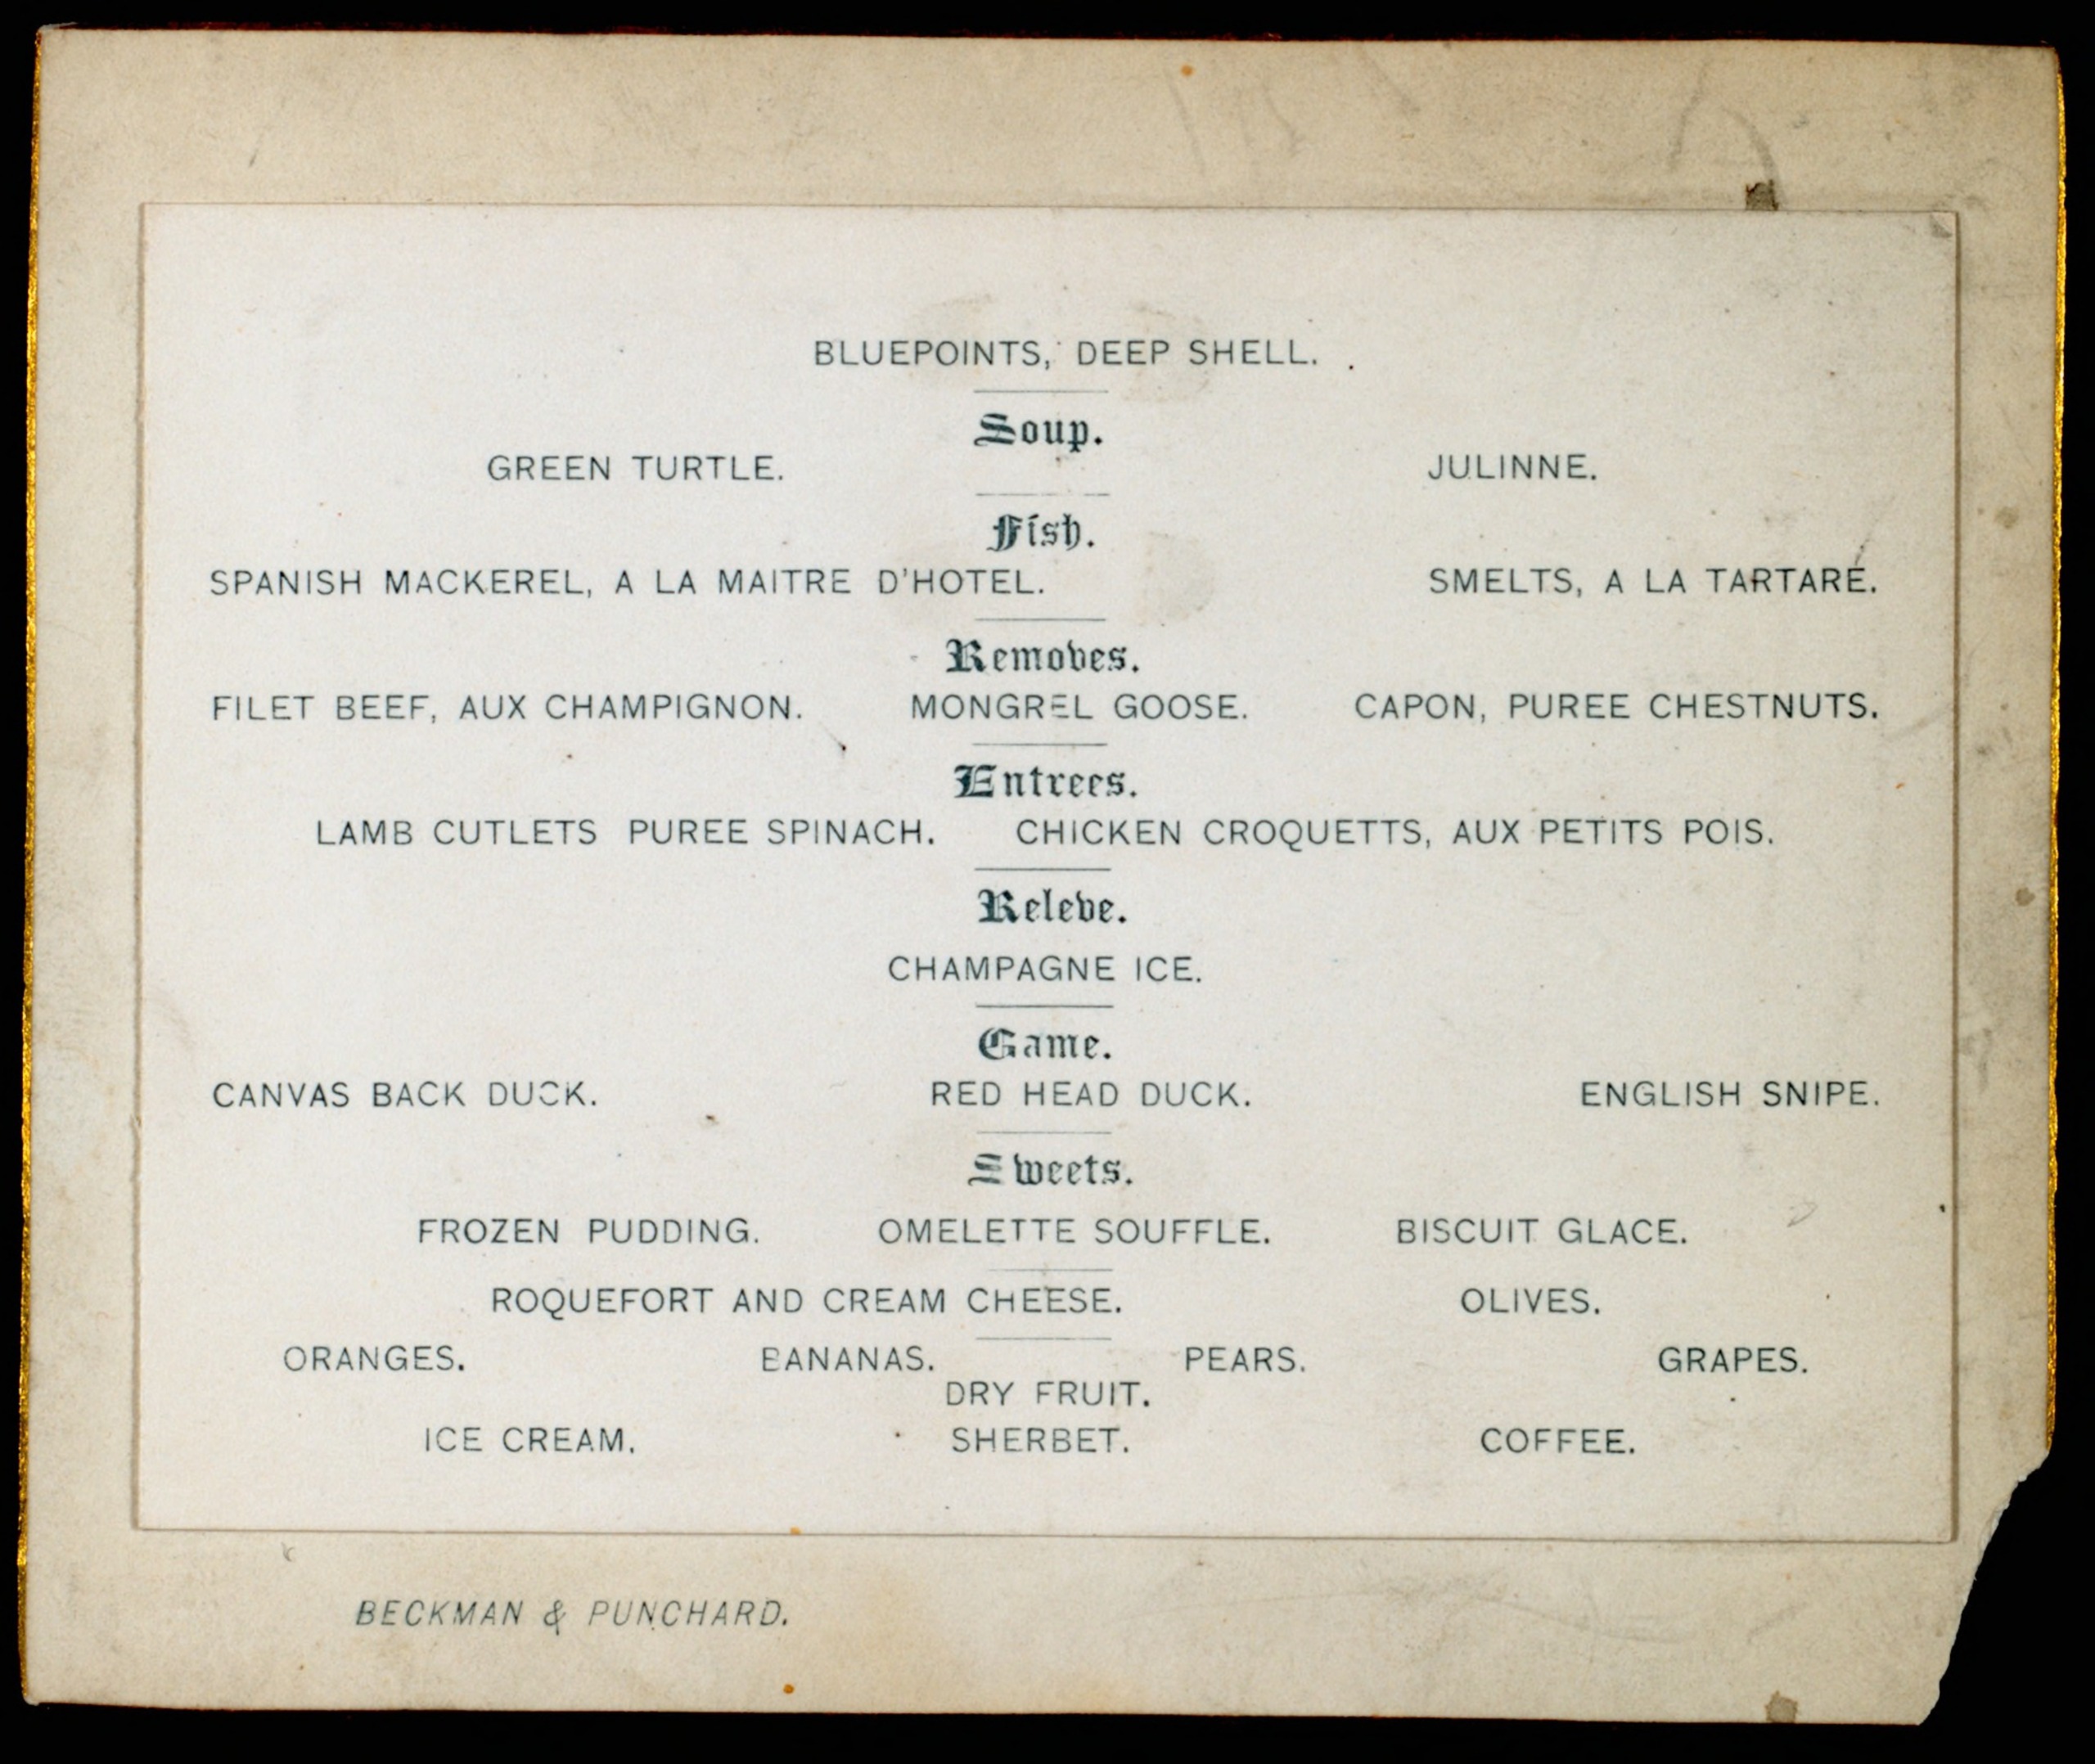 BLUEPOINTS, DEEP SHELL.
Soup.
GREEN TURTLE. JULINNE.
Fish.
SPANISH MACKEREL, A LA MAITRE D'HOTEL. SMELTS, A LA TARTARE.
Removes.
FILET BEEF, AUX CHAMPIGNON. MONGREL GOOSE. CAPON, PUREE CHESTNUTS.
Entrees.
LAMB CUTLETS PUREE SPINACH. CHICKEN CROQUETTS, AUX PETITS POIS.
Releve.
CHAMPAGNE ICE.
Game.
CANVAS BACK DUCK. RED HEAD DUCK. ENGLISH SNIPE.
Sweets.
FROZEN PUDDING. OMELETTE SOUFFLE. BISCUIT GLACE.
ROQUEFORT AND CREAM CHEESE. OLIVES.
ORANGES. BANANAS. PEARS. GRAPES.
DRY FRUIT.
ICE CREAM. SHERBET. COFFEE.
BECKMAN & PUNCHARD.